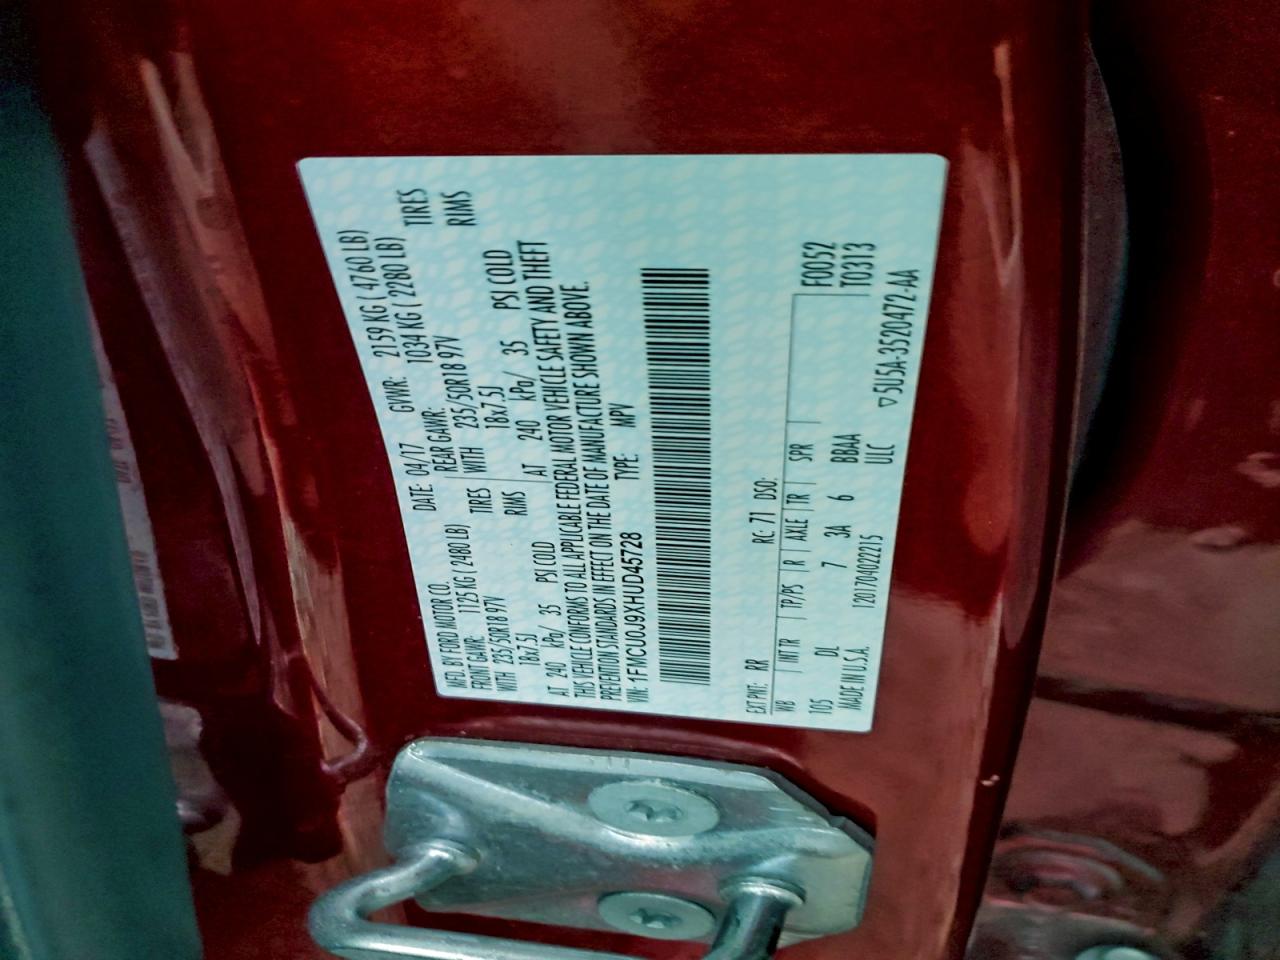 MFD. BY FORD MOTOR CO. DATE: 04/17 GVWR: 2159 KG ( 4760 LB)
FRONT GAWR: 1125 KG ( 2480 LB) REAR GAWR: 1034 KG ( 2280 LB)
WITH 235/50R18 97V TIRES WITH 235/50R18 97V TIRES
18x7.5J RIMS 18x7.5J RIMS
AT 240 kPa/ 35 PSI COLD AT 240 kPa/ 35 PSI COLD
THIS VEHICLE CONFORMS TO ALL APPLICABLE FEDERAL MOTOR VEHICLE SAFETY AND THEFT
PREVENTION STANDARDS IN EFFECT ON THE DATE OF MANUFACTURE SHOWN ABOVE.
VIN: 1FMCU0J9XHUD45728 TYPE: MPV
EXT PNT: RR RC: 71 DSO:
WB INT TR TP/PS R AXLE TR SPR F0052
105 DL 7 3A 6 BBAA T0313
MADE IN U.S.A. 120170402215 ULC
▽5U5A-3520472-AA